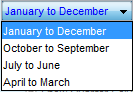 January to December
January to December
October to September
July to June
April to March